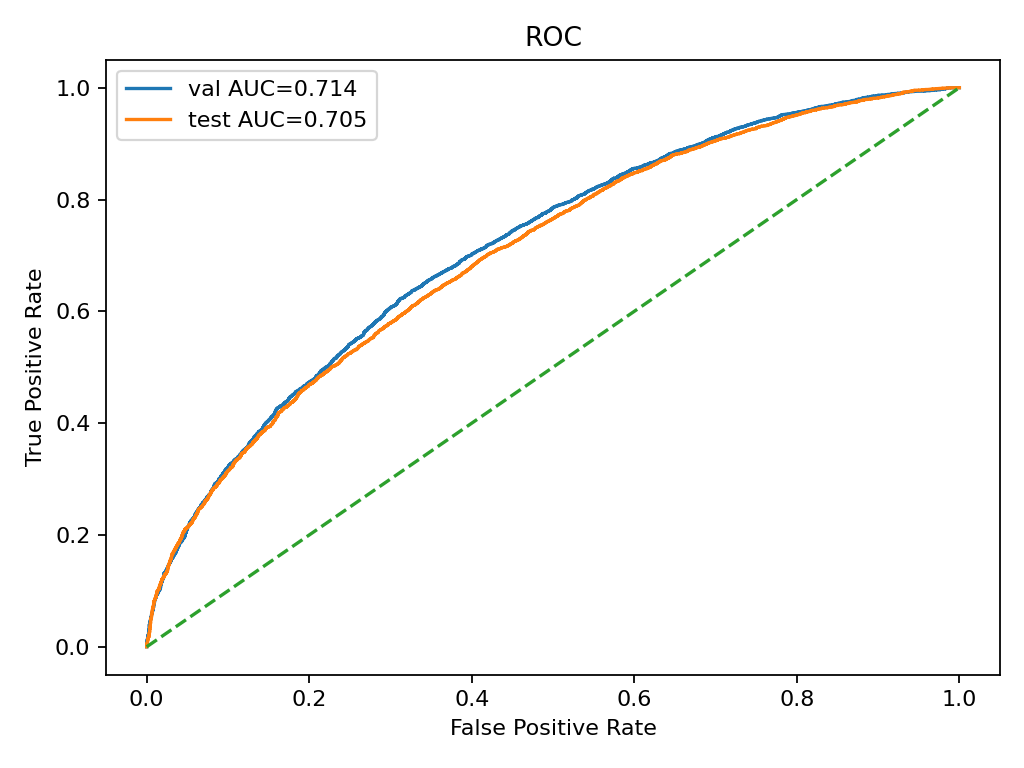 ROC
val AUC=0.714
test AUC=0.705
1.0
0.8
0.6
0.4
0.2
0.0
True Positive Rate
0.0 0.2 0.4 0.6 0.8 1.0
False Positive Rate